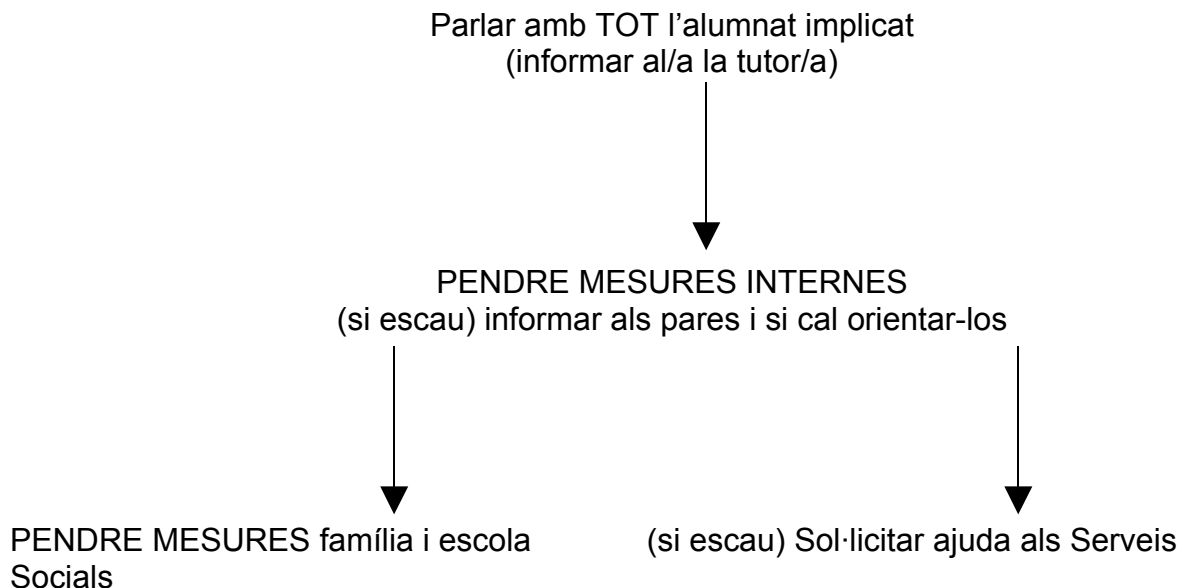 Parlar amb TOT l’alumnat implicat
(informar al/a la tutor/a)
PENDRE MESURES INTERNES
(si escau) informar als pares i si cal orientar-los
PENDRE MESURES família i escola (si escau) Sol·licitar ajuda als Serveis
Socials